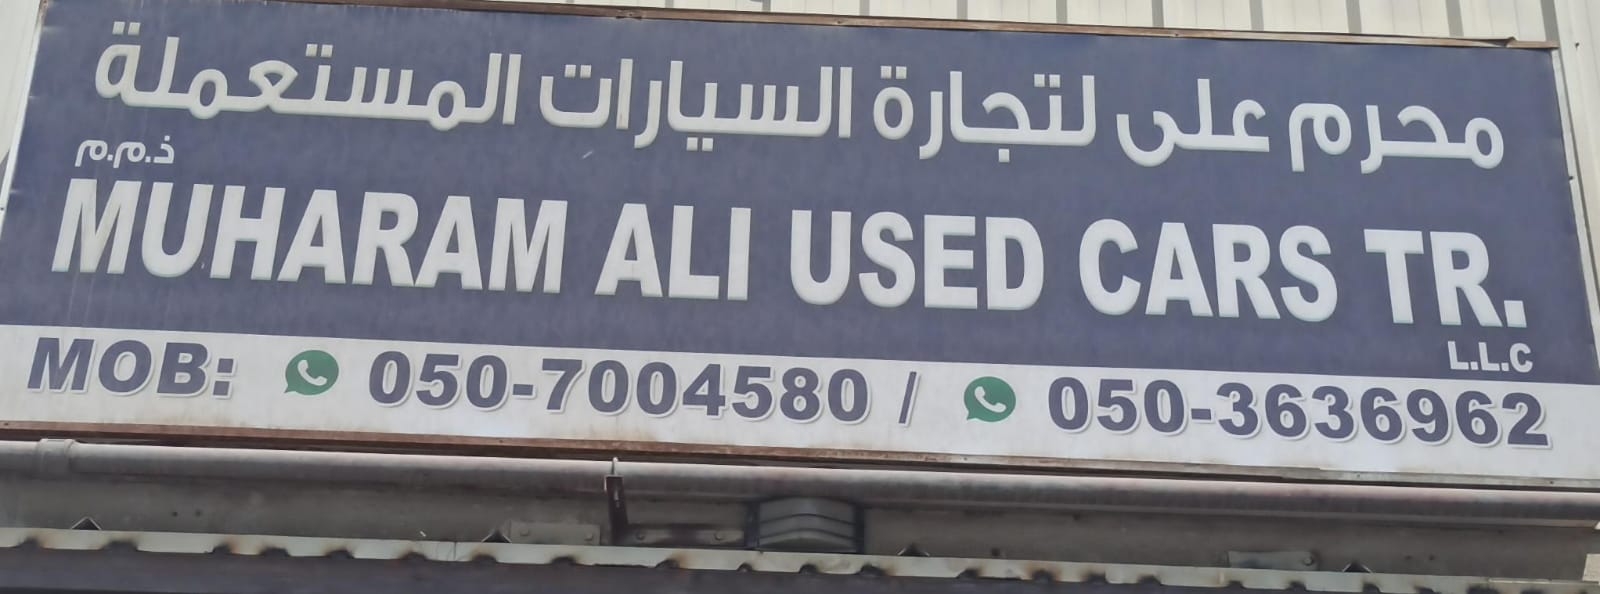 محرم على لتجارة السيارات المستعملة
ذ.م.م
MUHARAM ALI USED CARS TR.
L.L.C
MOB: 050-7004580 / 050-3636962